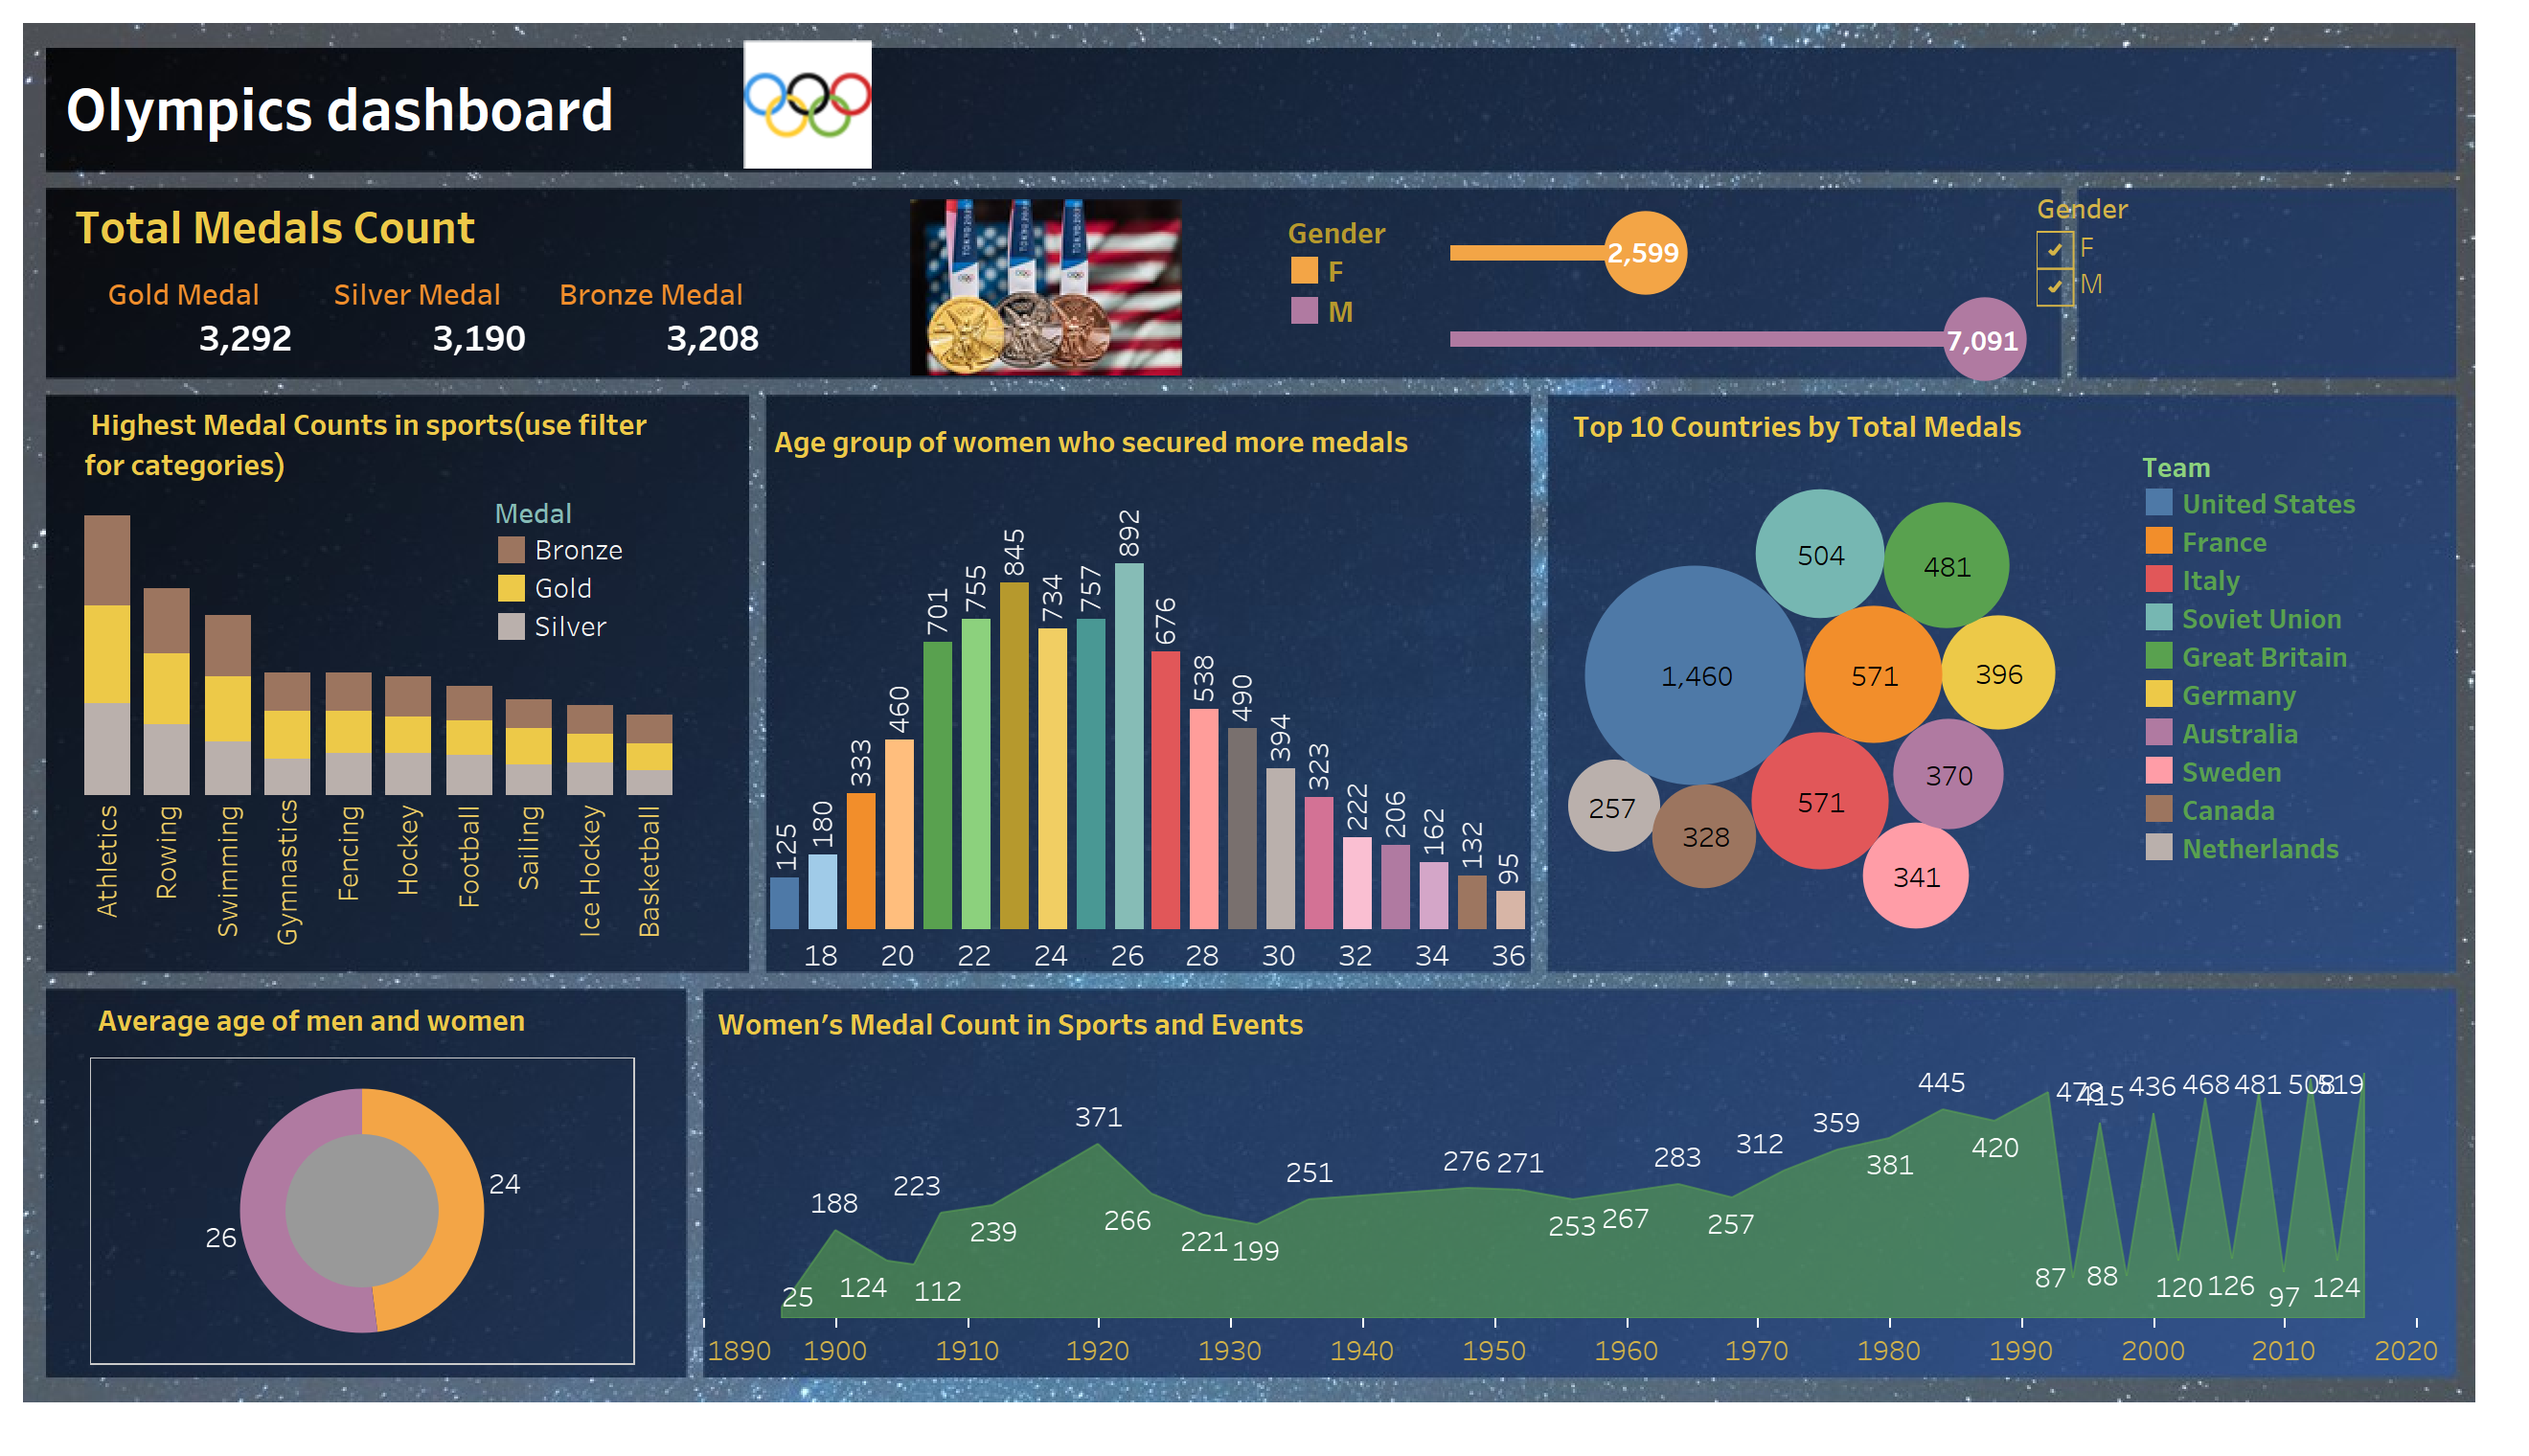 Olympics dashboard
Total Medals Count
Gold Medal
Silver Medal
Bronze Medal
3,292
3,190
3,208
Gender
F
M
2,599
7,091
Gender
F
M
Highest Medal Counts in sports(use filter
for categories)
Medal
Bronze
Gold
Silver
Athletics
Rowing
Swimming
Gymnastics
Fencing
Hockey
Football
Sailing
Ice Hockey
Basketball
Age group of women who secured more medals
125
180
333
460
701
755
845
734
757
892
676
538
490
394
323
222
206
162
132
95
18
20
22
24
26
28
30
32
34
36
Top 10 Countries by Total Medals
504
481
1,460
571
396
257
328
571
370
341
Team
United States
France
Italy
Soviet Union
Great Britain
Germany
Australia
Sweden
Canada
Netherlands
Average age of men and women
24
26
Women's Medal Count in Sports and Events
25
188
124
112
223
239
371
266
221
199
251
276
271
253
267
283
257
312
359
381
445
420
478
87
415
88
436
120
468
126
481
97
508
124
519
1890
1900
1910
1920
1930
1940
1950
1960
1970
1980
1990
2000
2010
2020